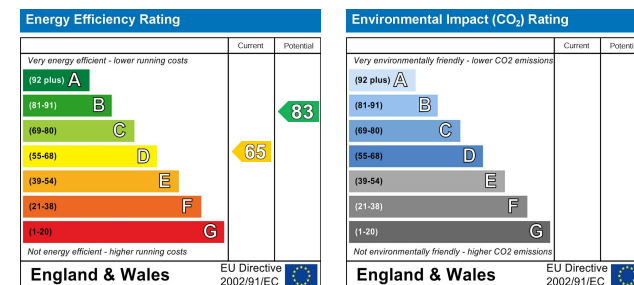 Energy Efficiency Rating
Current Potential
Very energy efficient - lower running costs
(92 plus) A
(81-91) B
83
(69-80) C
(55-68) D
65
(39-54) E
(21-38) F
(1-20) G
Not energy efficient - higher running costs
England & Wales
EU Directive
2002/91/EC
Environmental Impact (CO2) Rating
Current Potenti
Very environmentally friendly - lower CO2 emissions
(92 plus) A
(81-91) B
(69-80) C
(55-68) D
(39-54) E
(21-38) F
(1-20) G
Not environmentally friendly - higher CO2 emissions
England & Wales
EU Directive
2002/91/EC